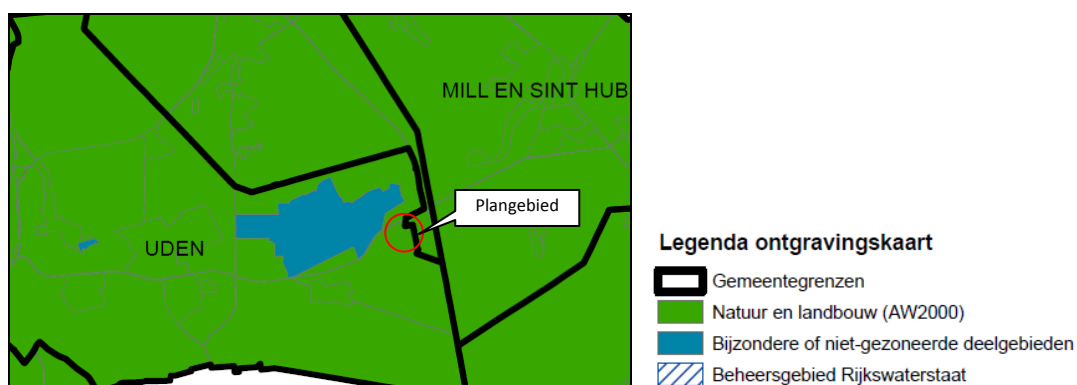 MILL EN SINT HUB
Plangebied
UDEN
Legenda ontgravingskaart
Gemeentegrenzen
Natuur en landbouw (AW2000)
Bijzondere of niet-gezoneerde deelgebieden
Beheersgebied Rijkswaterstaat